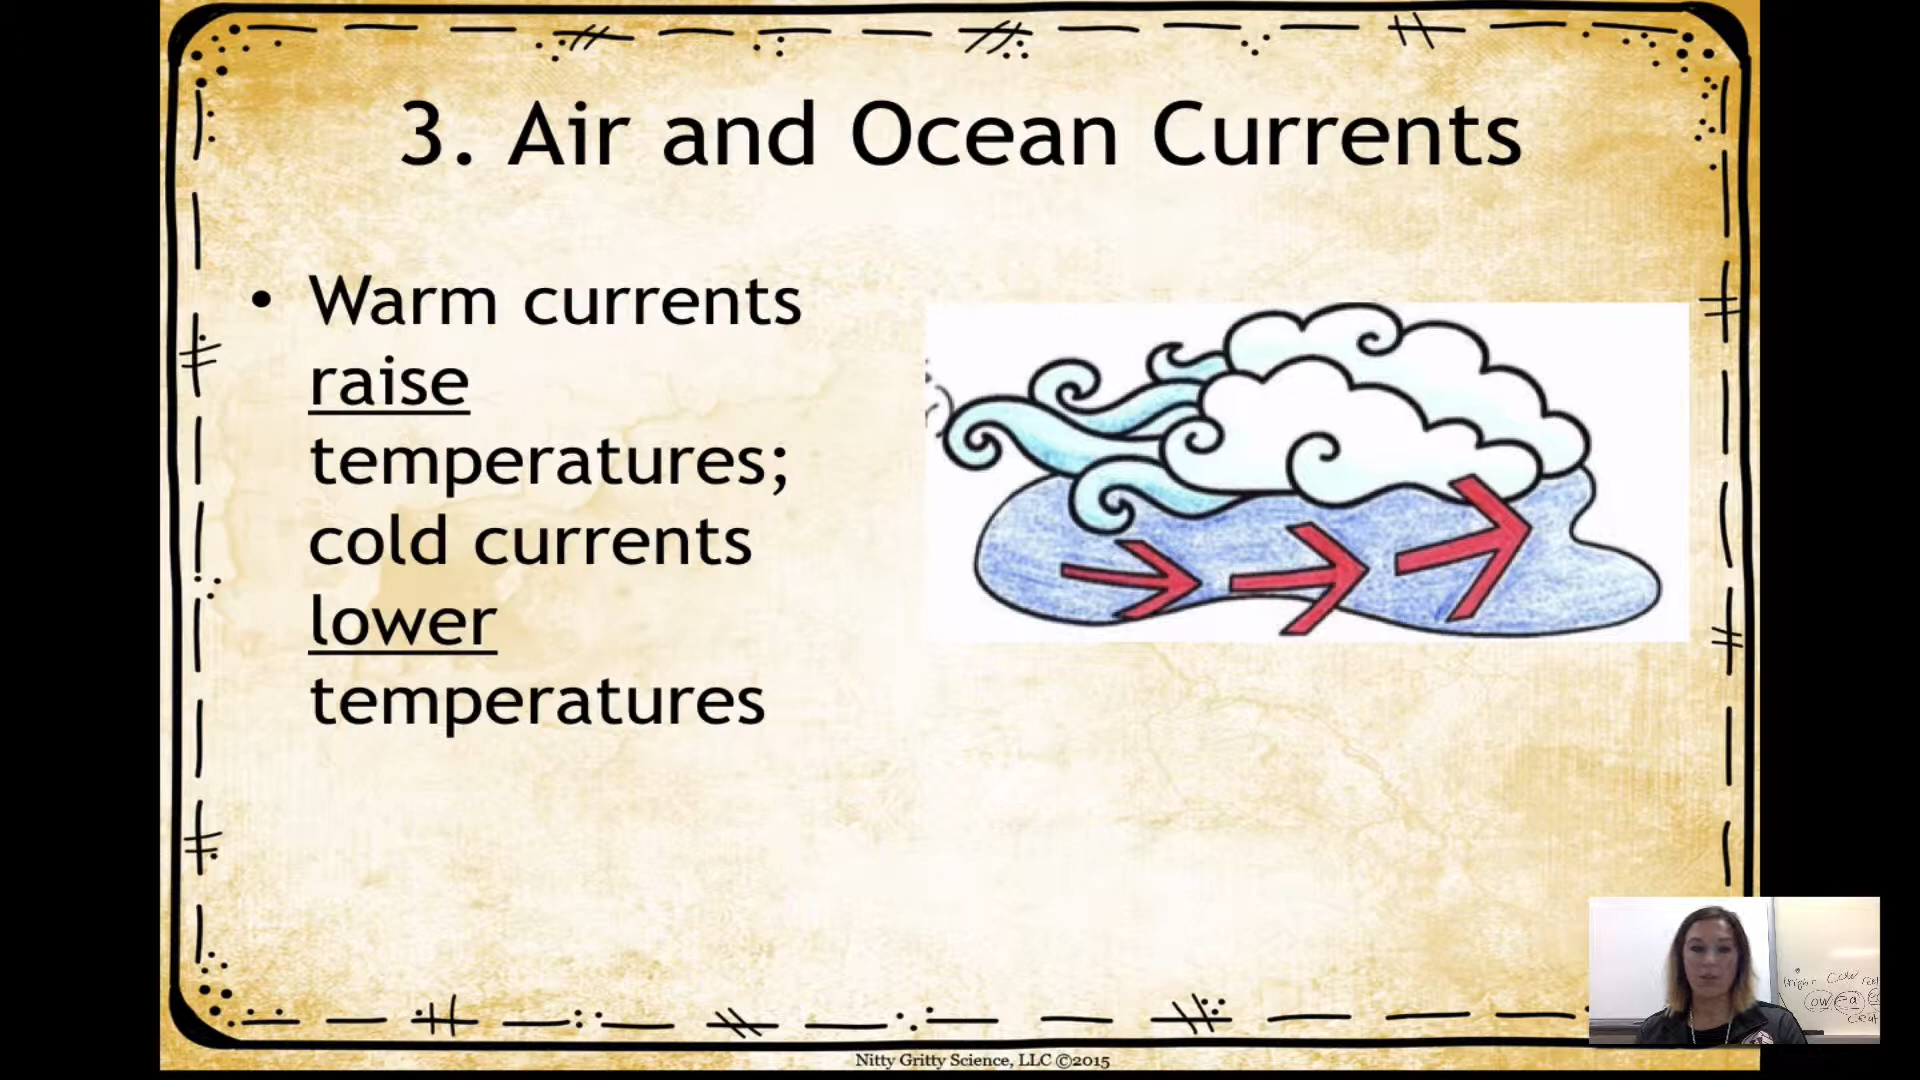 3. Air and Ocean Currents
• Warm currents
raise
temperatures;
cold currents
lower
temperatures
Nitty Gritty Science, LLC ©2015